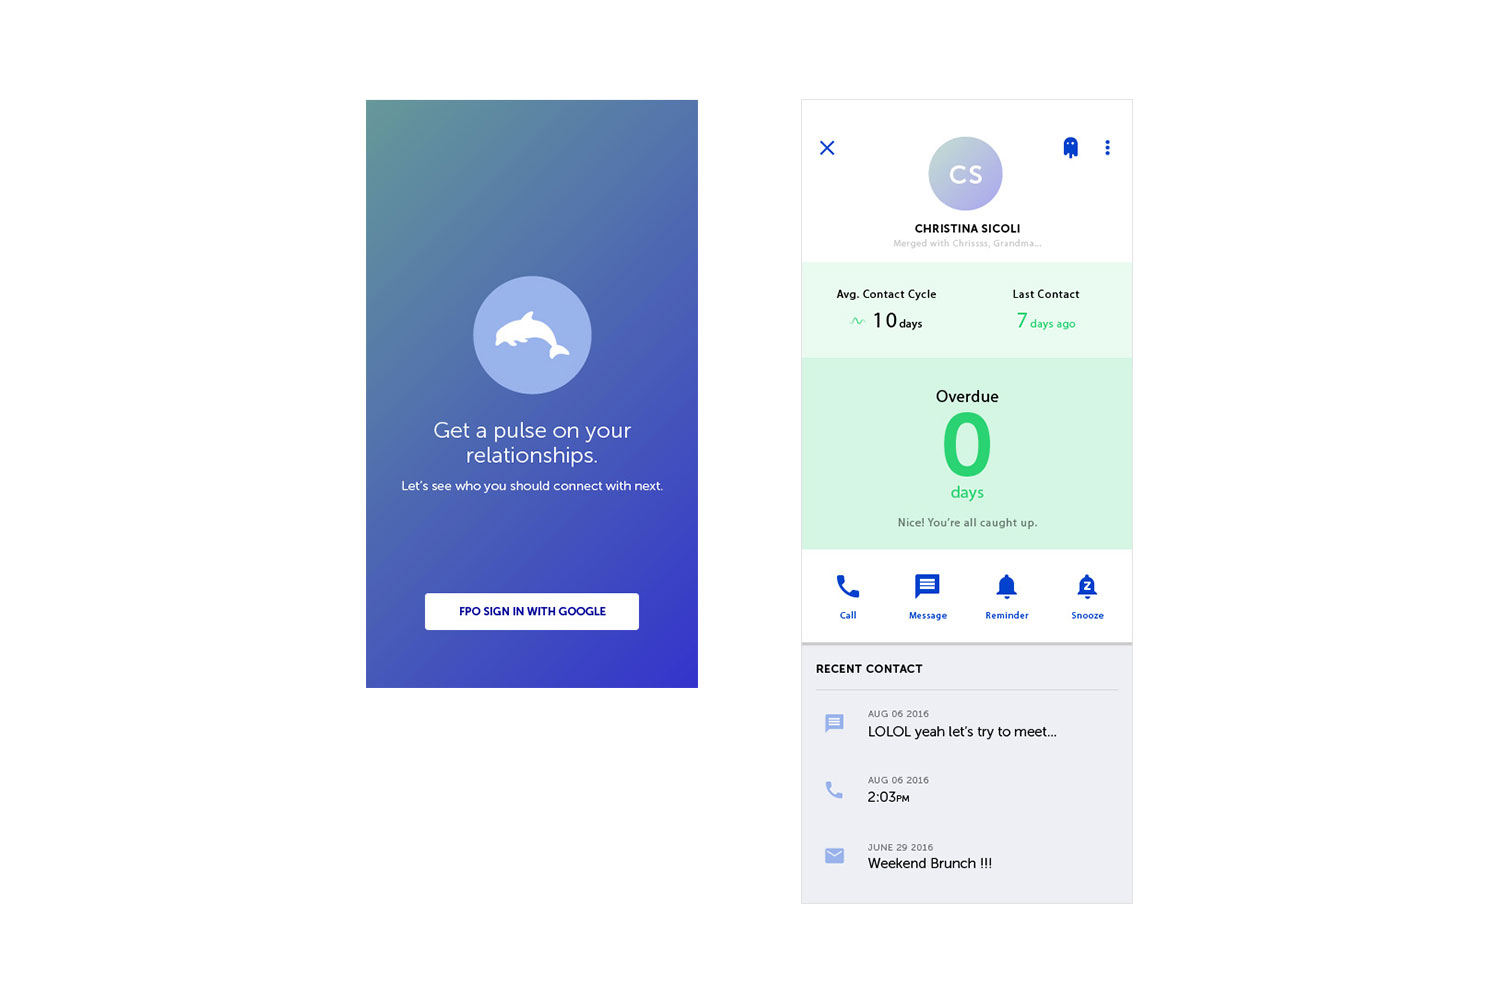 Get a pulse on your
relationships.
Let's see who you should connect with next.
FPO SIGN IN WITH GOOGLE
CS
CHRISTINA SICOLI
Merged with Chrissss, Grandma...
Avg. Contact Cycle
10 days
Last Contact
7 days ago
Overdue
0
days
Nice! You're all caught up.
Call
Message
Reminder
Z
Snooze
RECENT CONTACT
AUG 06 2016
LOLOL yeah let's try to meet...
AUG 06 2016
2:03PM
JUNE 29 2016
Weekend Brunch !!!